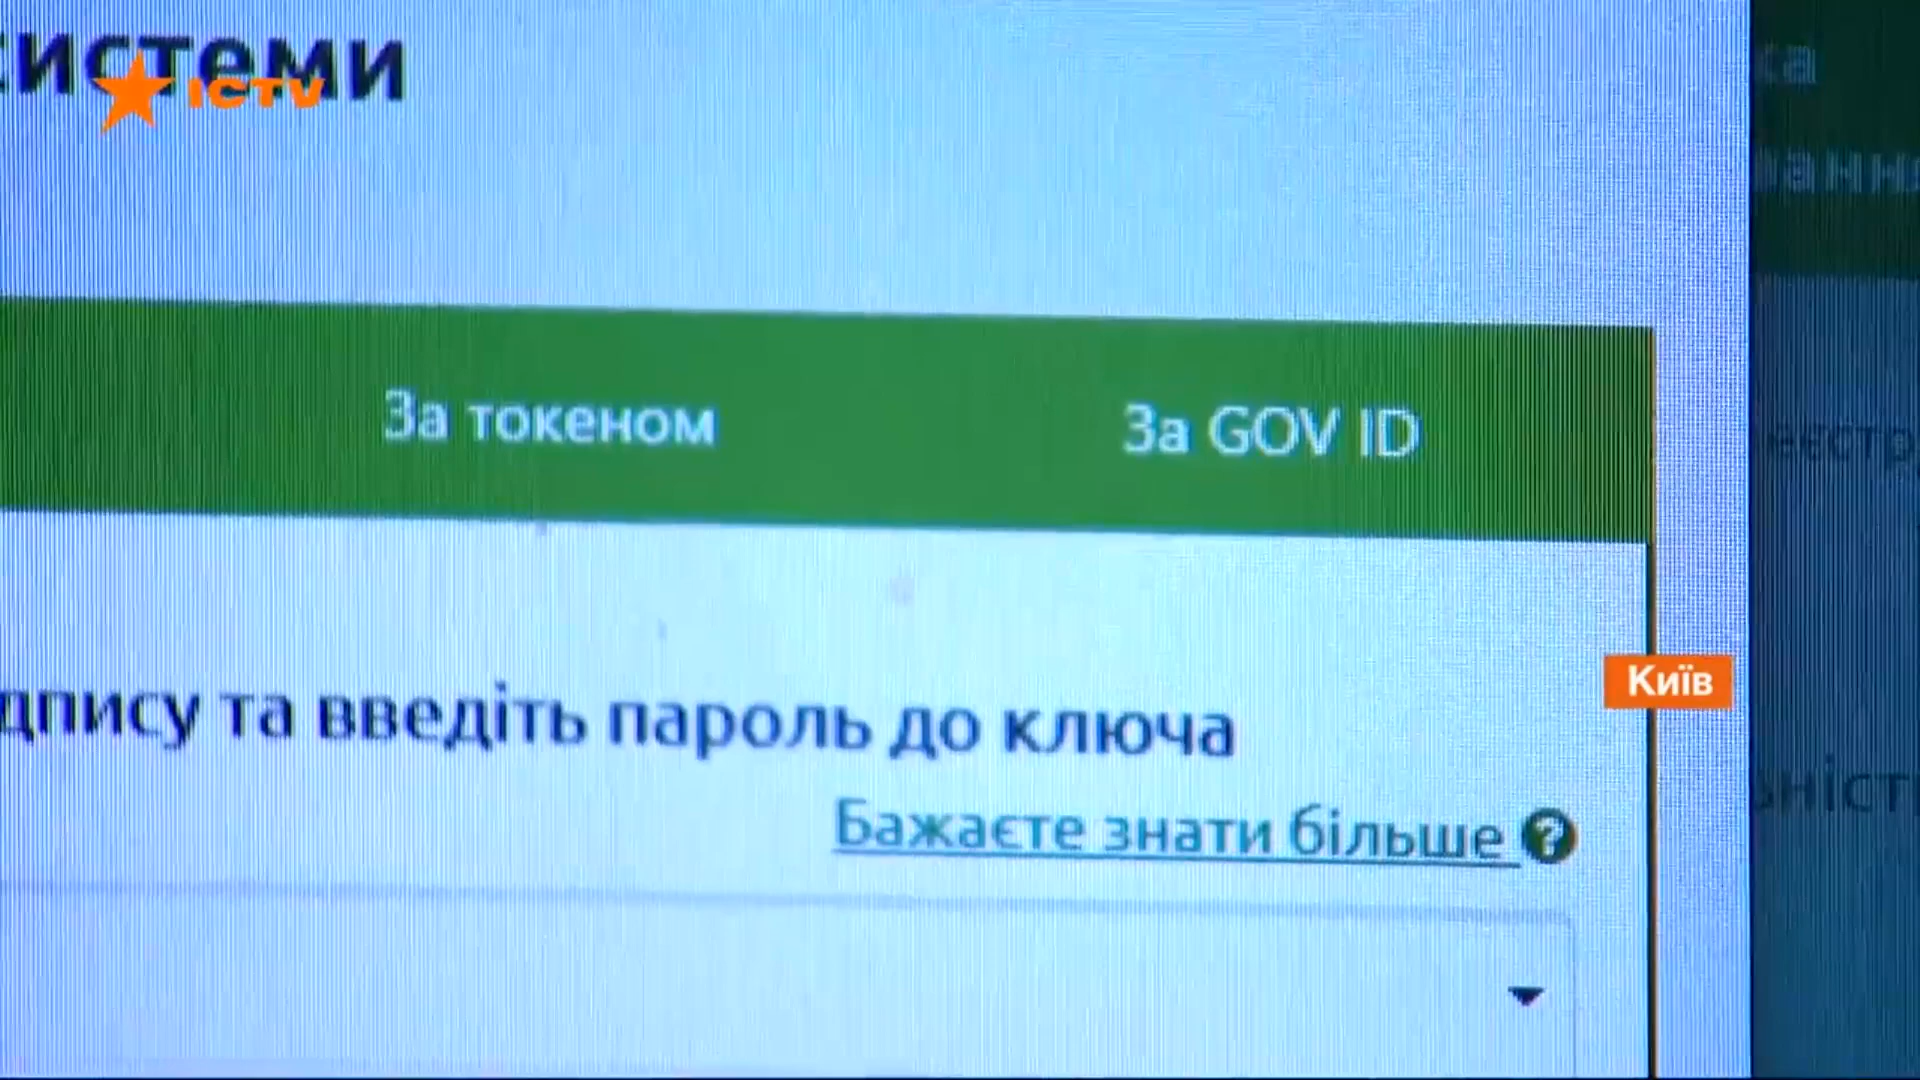 системи
ICTV
За токеном
За GOV ID
Київ
дпису та введіть пароль до ключа
Бажаєте знати більше ?